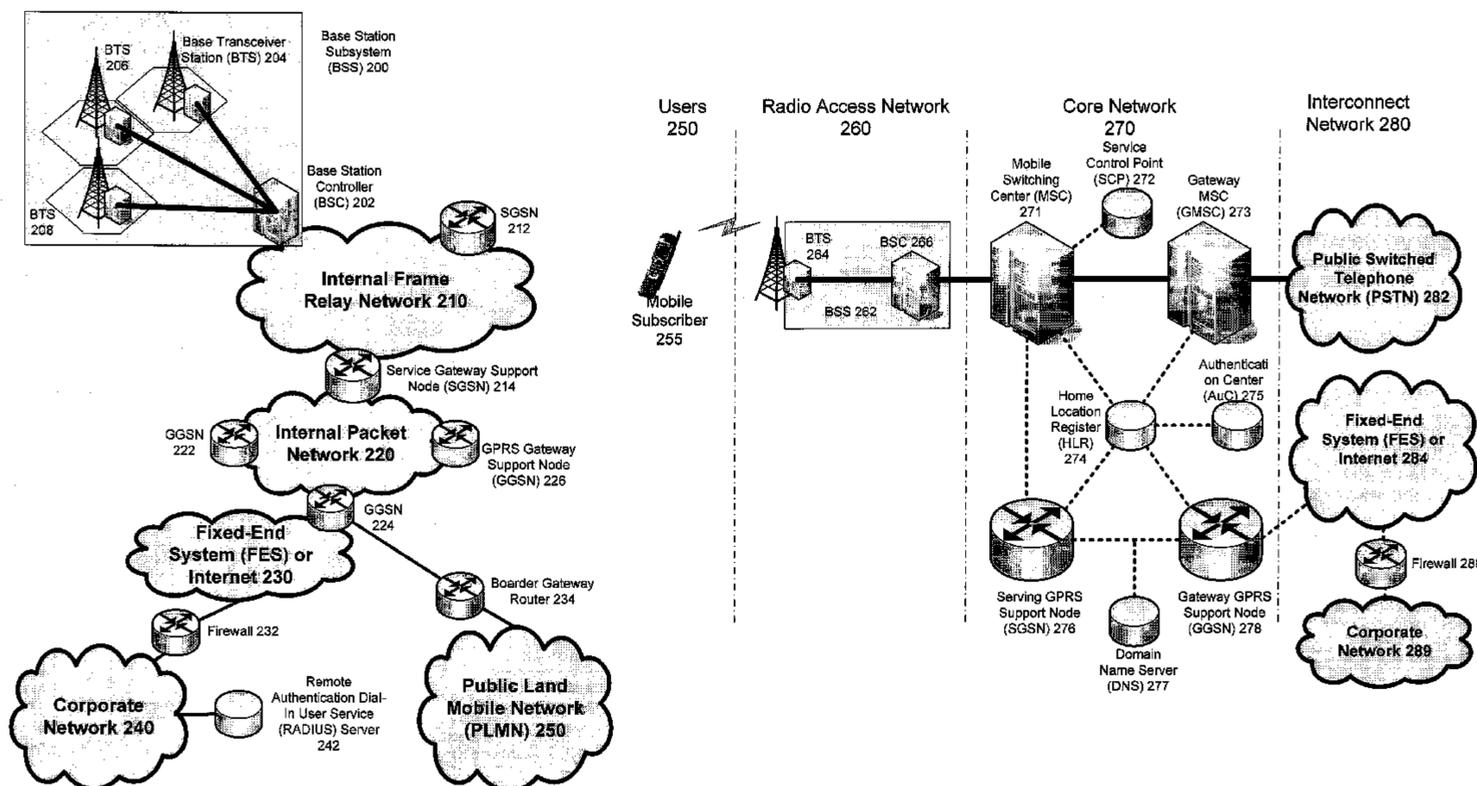 BTS
206
Base Transceiver
Station (BTS) 204
Base Station
Subsystem
(BSS) 200
BTS
208
Base Station
Controller
(BSC) 202
SGSN
212
Internal Frame
Relay Network 210
Service Gateway Support
Node (SGSN) 214
GGSN
222
Internal Packet
Network 220
GPRS Gateway
Support Node
(GGSN) 226
GGSN
224
Fixed-End
System (FES) or
Internet 230
Boarder Gateway
Router 234
Firewall 232
Corporate
Network 240
Remote
Authentication Dial-
In User Service
(RADIUS) Server
242
Public Land
Mobile Network
(PLMN) 250
Users
250
Radio Access Network
260
Core Network
270
Interconnect
Network 280
Mobile
Subscriber
255
BTS
264
BSC 266
BSS 262
Mobile
Switching
Center (MSC)
271
Service
Control Point
(SCP) 272
Gateway
MSC
(GMSC) 273
Public Switched
Telephone
Network (PSTN) 282
Home
Location
Register
(HLR)
274
Authenticati
on Center
(AuC) 275
Fixed-End
System (FES) or
Internet 284
Serving GPRS
Support Node
(SGSN) 276
Gateway GPRS
Support Node
(GGSN) 278
Domain
Name Server
(DNS) 277
Firewall
Corporate
Network 289